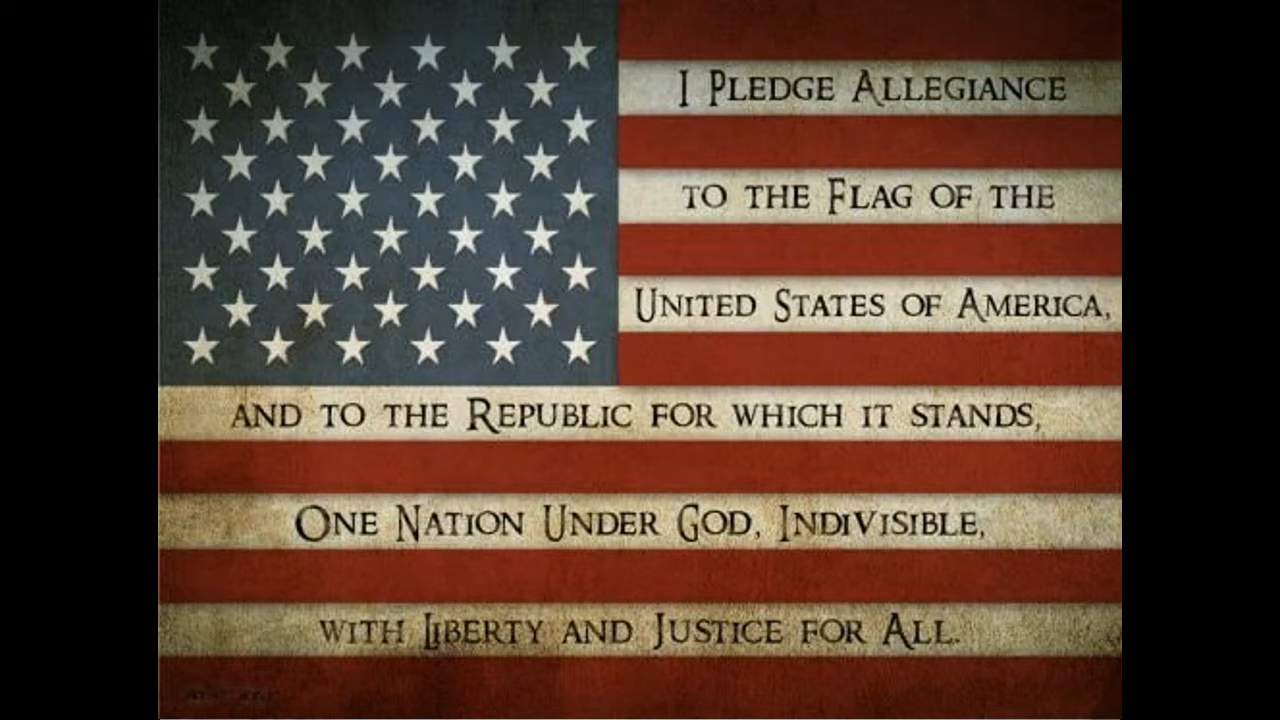 I Pledge Allegiance
to the Flag of the
United States of America,
and to the Republic for which it stands,
One Nation Under God, Indivisible,
with Liberty and Justice for All.